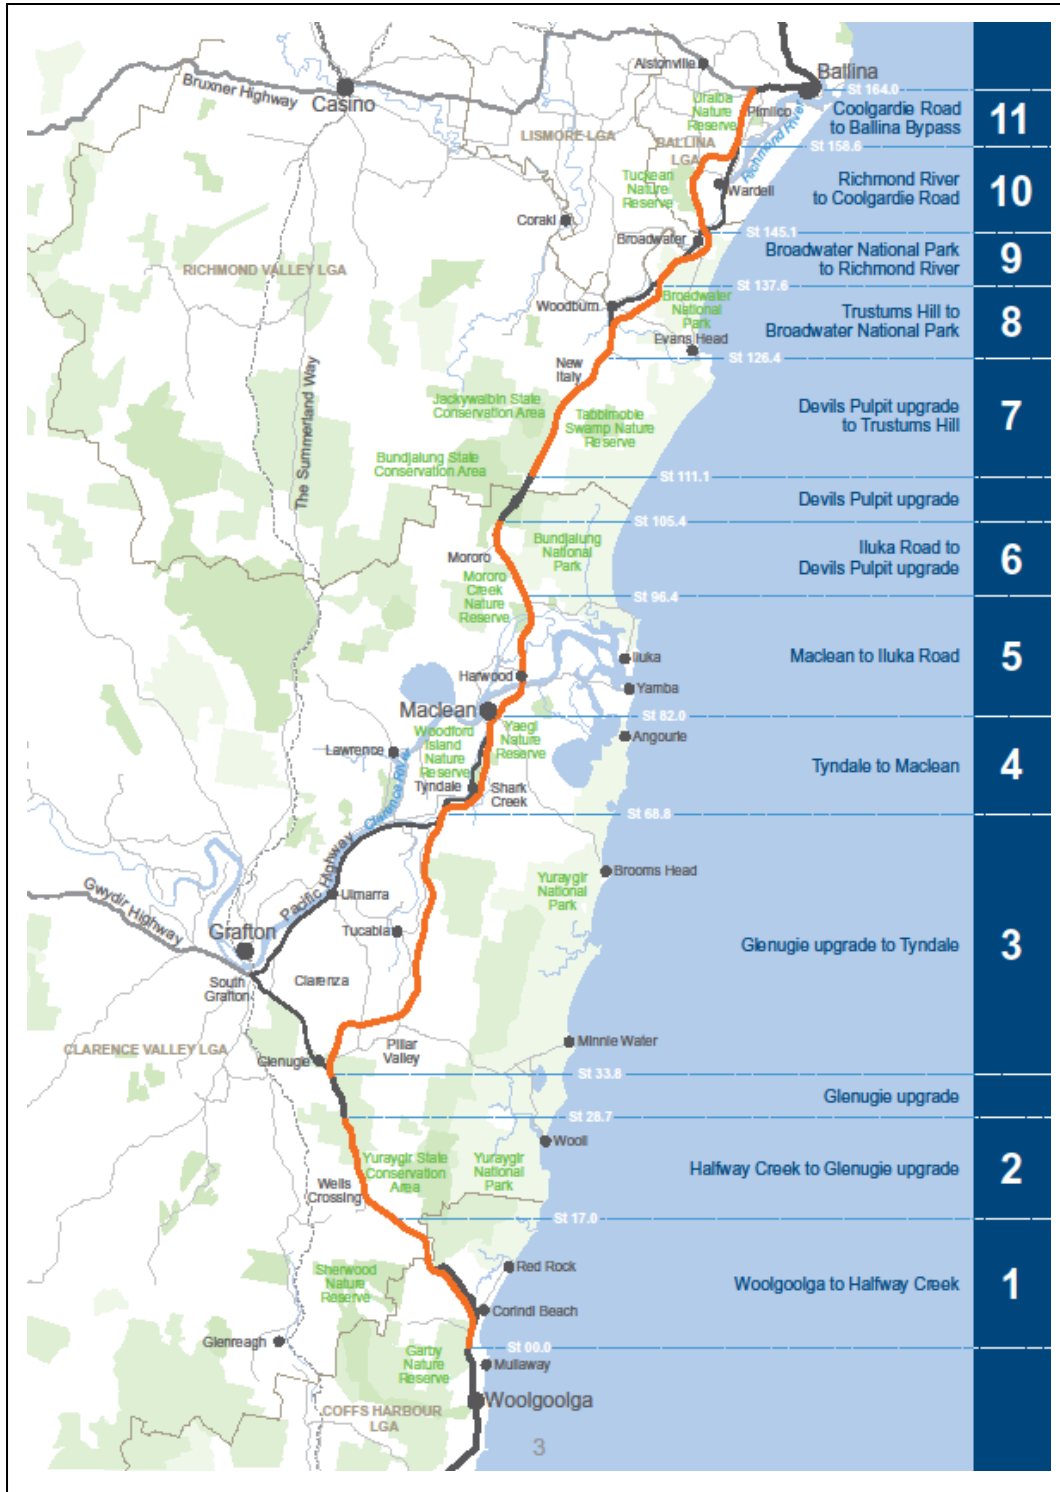 Alstonville
Ballina
Bruxner Highway
Casino
St 164.0
Uralba
Nature
Reserve
Pimlico
Coolgardie Road
to Ballina Bypass
11
LISMORE LGA
BALLINA
LGA
Richmond River
St 158.6
Tuckean
Nature
Reserve
Wardell
Richmond River
to Coolgardie Road
10
Coraki
Broadwater
St 145.1
Broadwater National Park
to Richmond River
9
RICHMOND VALLEY LGA
St 137.6
Woodburn
Broadwater
National
Park
Trustums Hill to
Broadwater National Park
8
Evans Head
St 126.4
New
Italy
The Summerland Way
Jackywalbin State
Conservation Area
Tabbimoble
Swamp Nature
Reserve
Devils Pulpit upgrade
to Trustums Hill
7
Bundjalung State
Conservation Area
St 111.1
Devils Pulpit upgrade
St 105.4
Bundjalung
National
Park
Mororo
Mororo
Creek
Nature
Reserve
Iluka Road to
Devils Pulpit upgrade
6
St 96.4
Iluka
Maclean to Iluka Road
5
Harwood
Yamba
Maclean
St 82.0
Woodford
Island
Nature
Reserve
Yaegl
Nature
Reserve
Angourie
Lawrence
Clarence River
Tyndale
Shark
Creek
Tyndale to Maclean
4
St 68.8
Pacific Highway
Brooms Head
Gwydir Highway
Ulmarra
Yuraygir
National
Park
Grafton
Tucabia
Glenugie upgrade to Tyndale
3
South
Grafton
Clarenza
CLARENCE VALLEY LGA
Glenugie
Pillar
Valley
Minnie Water
St 33.8
Glenugie upgrade
St 28.7
Wooli
Yuraygir State
Conservation
Area
Yuraygir
National
Park
Halfway Creek to Glenugie upgrade
2
Wells
Crossing
St 17.0
Sherwood
Nature
Reserve
Red Rock
Woolgoolga to Halfway Creek
1
Corindi Beach
Glenreagh
St 00.0
Garby
Nature
Reserve
Mullaway
Woolgoolga
COFFS HARBOUR
LGA
3